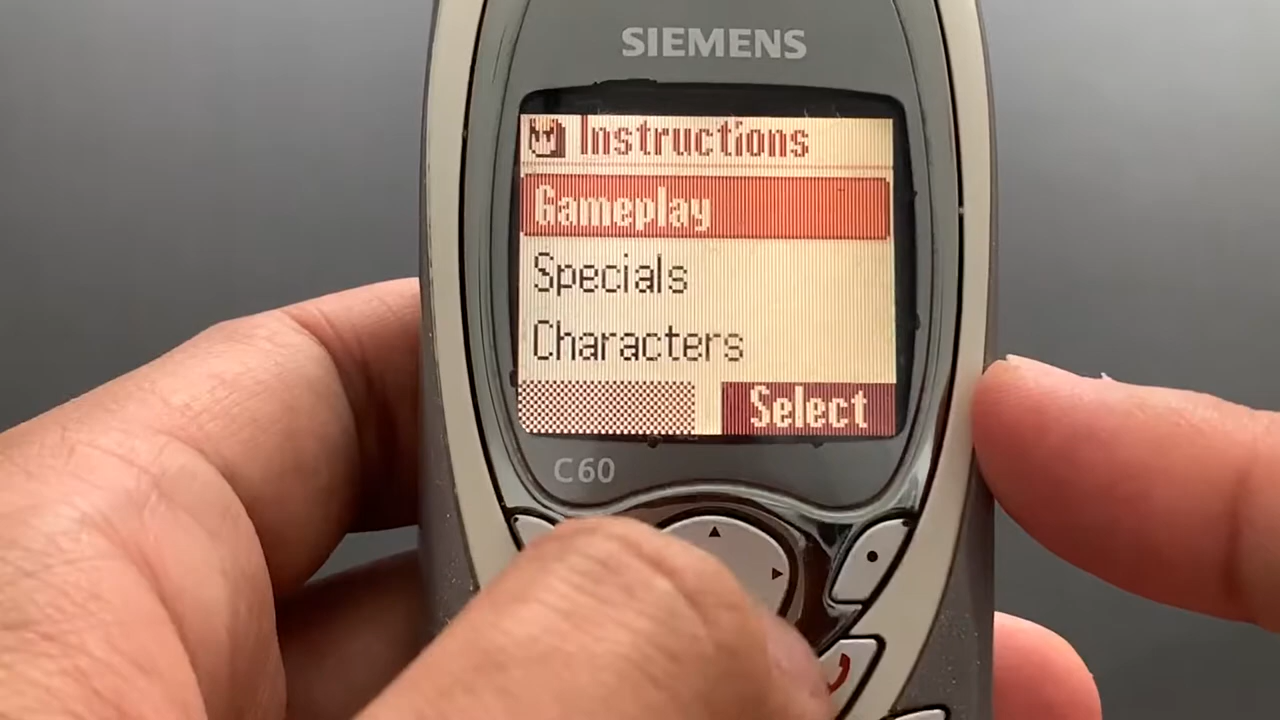 SIEMENS
Instructions
Gameplay
Specials
Characters
Select
C60